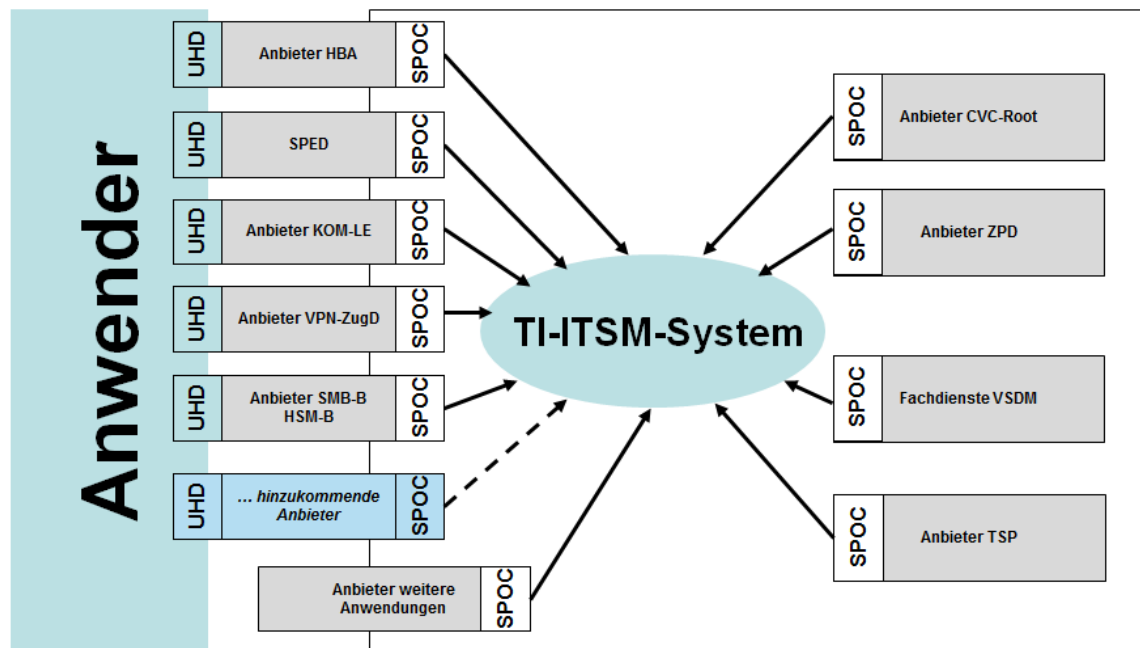 Anwender
UHD
Anbieter HBA
SPOC
UHD
SPED
SPOC
UHD
Anbieter KOM-LE
SPOC
UHD
Anbieter VPN-ZugD
SPOC
UHD
Anbieter SMB-B
HSM-B
SPOC
UHD
... hinzukommende
Anbieter
SPOC
Anbieter weitere
Anwendungen
SPOC
TI-ITSM-System
SPOC
Anbieter CVC-Root
SPOC
Anbieter ZPD
SPOC
Fachdienste VSDM
SPOC
Anbieter TSP